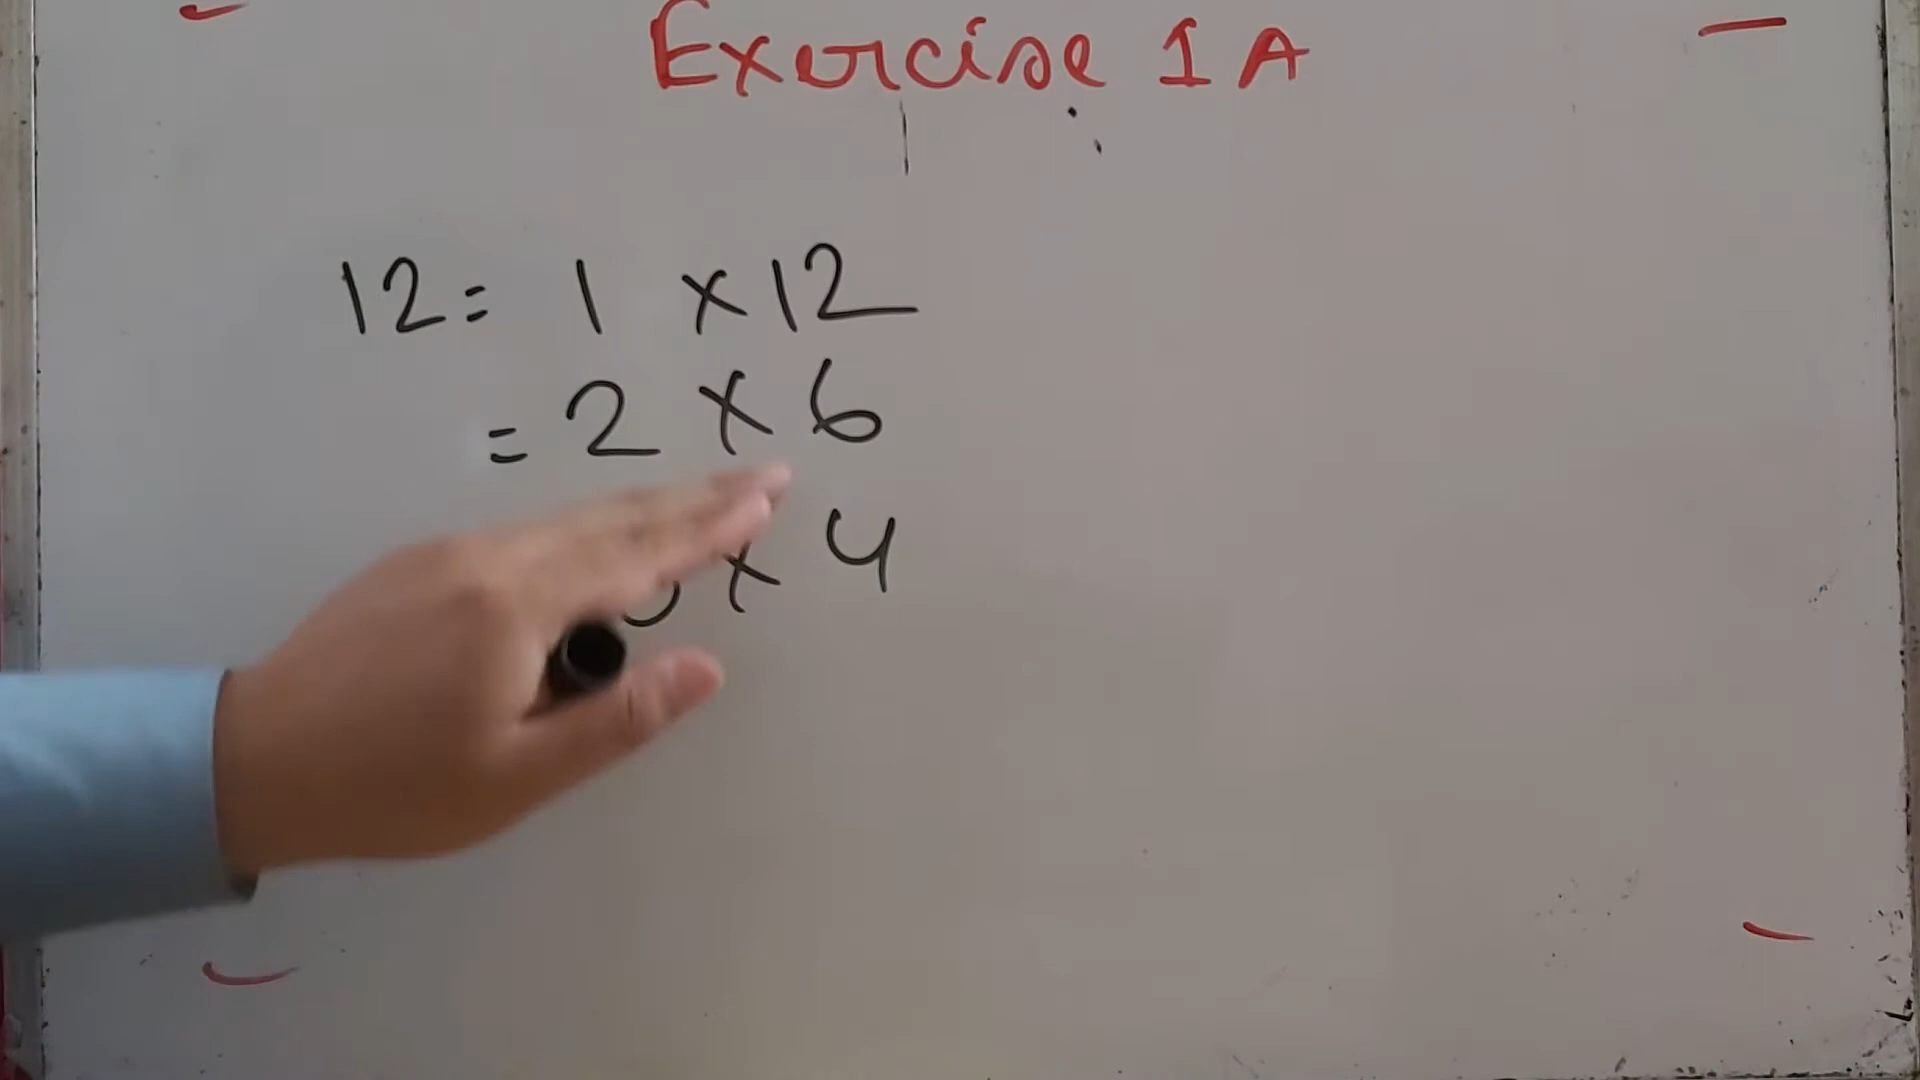 Exercise 1A
12 = 1 x 12
= 2 x 6
x 4